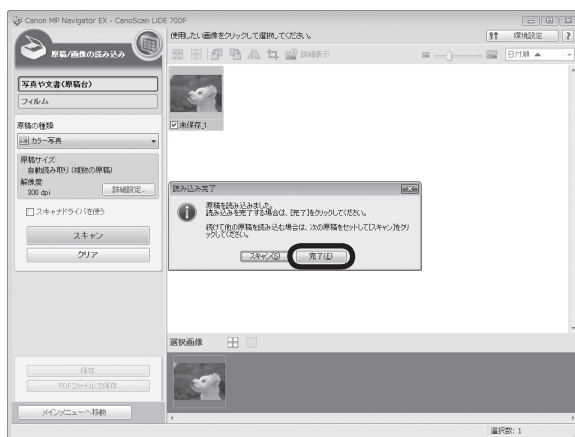 Canon MP Navigator EX - CanoScan LiDE 700F
原稿/画像の読み込み
使用したい画像をクリックして選択してください。
環境設定
?
詳細表示
日付順 ▲
写真や文書(原稿台)
フィルム
原稿の種類
カラー写真
原稿サイズ:
自動読み取り (複数の原稿)
解像度:
300 dpi
詳細設定...
スキャナドライバを使う
スキャン
クリア
未保存_1
読み込み完了
原稿を読み込みました。
読み込みを完了する場合は、[完了]をクリックしてください。
続けて他の原稿を読み込む場合は、次の原稿をセットして[スキャン]をクリ
ックしてください。
スキャン(S)
完了(E)
選択画像
保存
PDFファイルで保存
メインメニューへ移動
選択数: 1